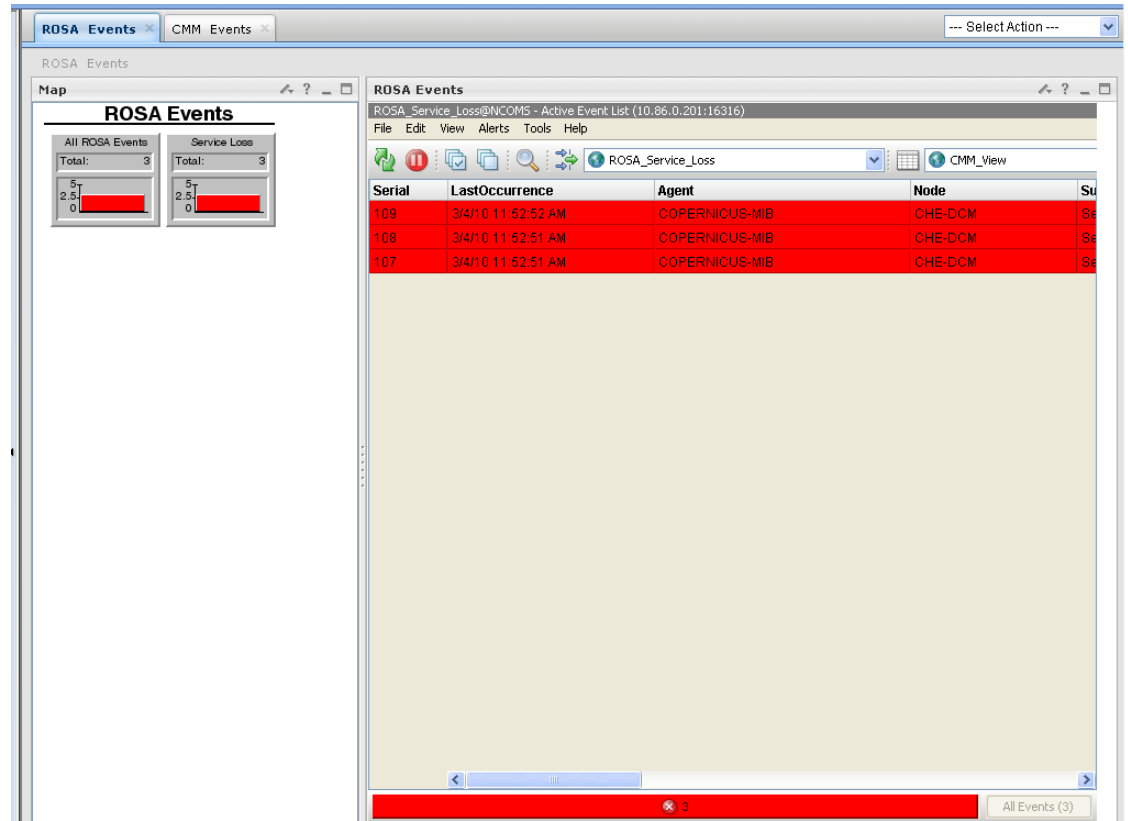 ROSA Events
CMM Events
--- Select Action ---
ROSA Events
Map
ROSA Events
All ROSA Events
Total: 3
5
2.5
0
Service Loss
Total: 3
5
2.5
0
ROSA Events
ROSA_Service_Loss@NCOMS - Active Event List (10.86.0.201:16316)
File Edit View Alerts Tools Help
ROSA_Service_Loss
CMM_View
Serial LastOccurrence Agent Node Su
109 3/4/10 11:52:52 AM COPERNICUS-MIB CHE-DCM Se
108 3/4/10 11:52:51 AM COPERNICUS-MIB CHE-DCM Se
107 3/4/10 11:52:51 AM COPERNICUS-MIB CHE-DCM Se
3
All Events (3)